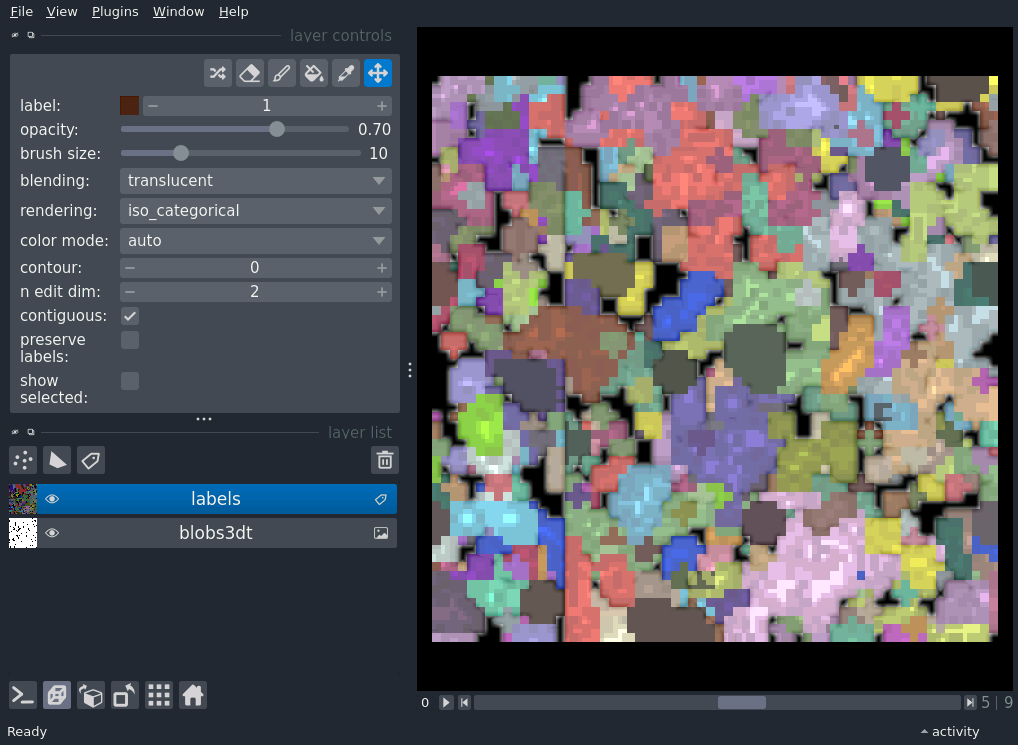 File View Plugins Window Help
layer controls
label: 1
opacity: 0.70
brush size: 10
blending: translucent
rendering: iso_categorical
color mode: auto
contour: 0
n edit dim: 2
contiguous:
preserve
labels:
show
selected:
layer list
labels
blobs3dt
0 5 | 9
Ready activity